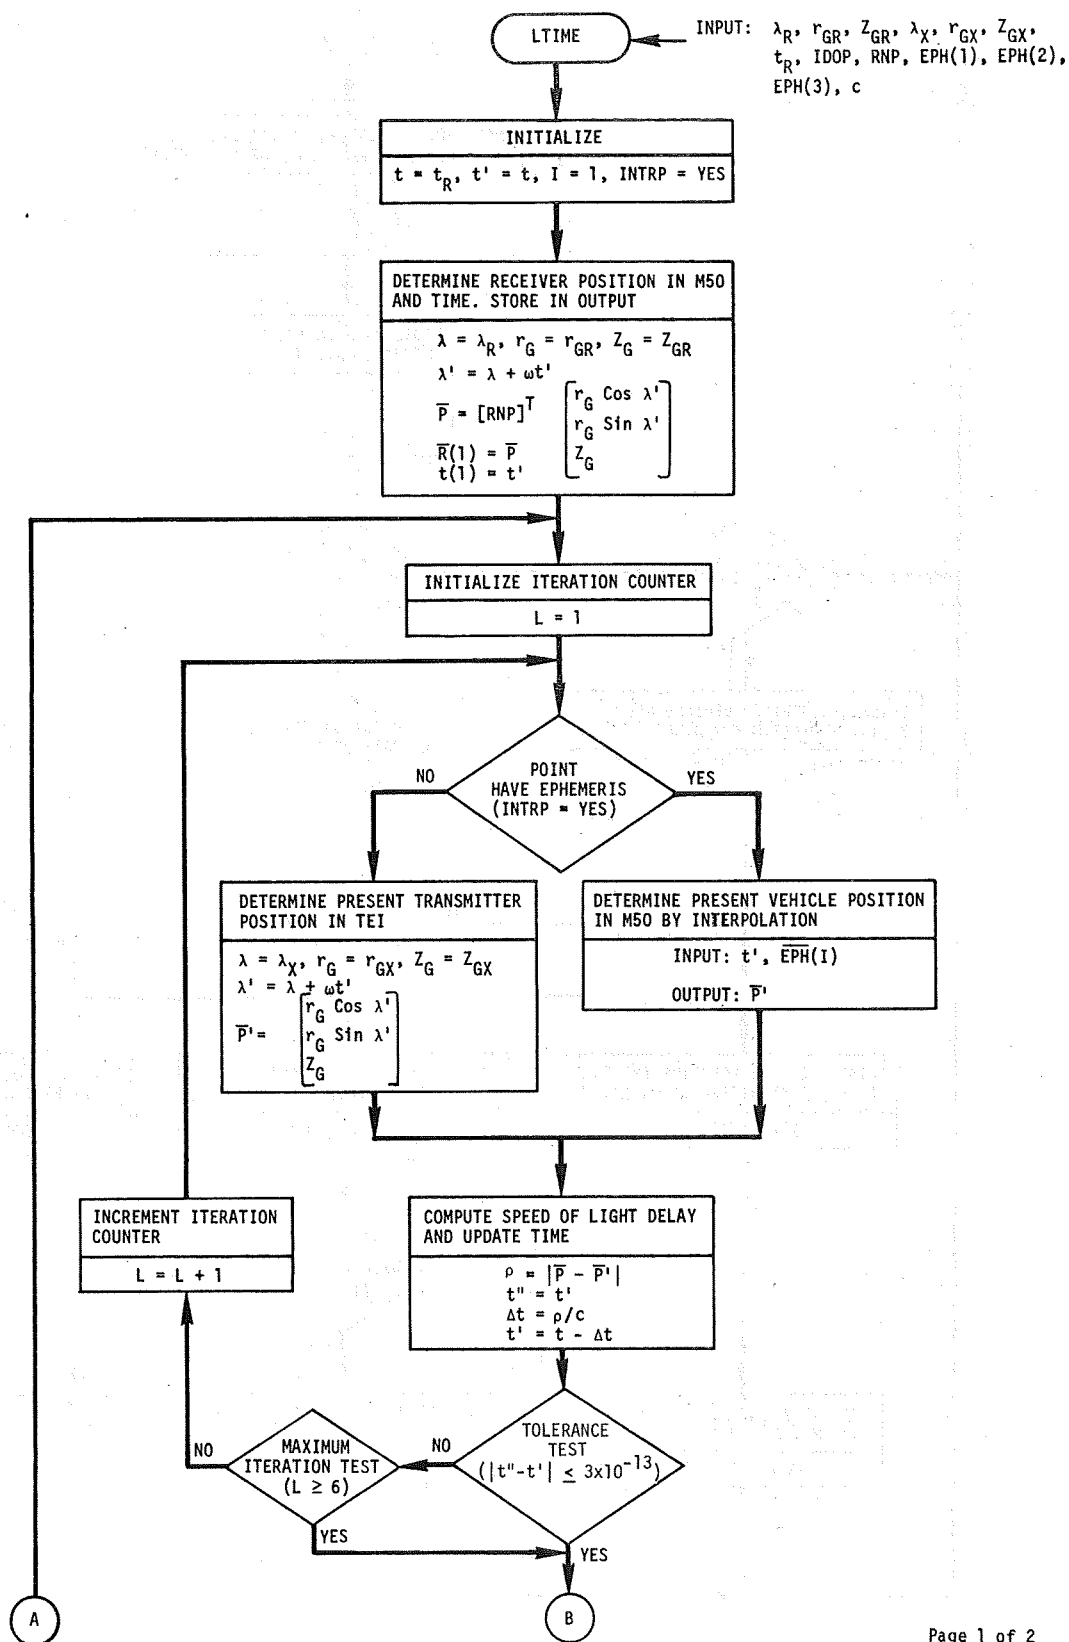 LTIME
INPUT: λR, rGR, ZGR, λX, rGX, ZGX,
tR, IDOP, RNP, EPH(1), EPH(2),
EPH(3), c
INITIALIZE
t = tR, t' = t, I = 1, INTRP = YES
DETERMINE RECEIVER POSITION IN M50
AND TIME. STORE IN OUTPUT
λ = λR, rG = rGR, ZG = ZGR
λ' = λ + ωt'
P̅ = [RNP]T
rG Cos λ'
rG Sin λ'
ZG
R̅(1) = P̅
t(1) = t'
INITIALIZE ITERATION COUNTER
L = 1
POINT
HAVE EPHEMERIS
(INTRP = YES)
NO
YES
DETERMINE PRESENT TRANSMITTER
POSITION IN TEI
λ = λX, rG = rGX, ZG = ZGX
λ' = λ + ωt'
P̅' =
rG Cos λ'
rG Sin λ'
ZG
DETERMINE PRESENT VEHICLE POSITION
IN M50 BY INTERPOLATION
INPUT: t', E̅P̅H̅(I)
OUTPUT: P̅'
INCREMENT ITERATION
COUNTER
L = L + 1
COMPUTE SPEED OF LIGHT DELAY
AND UPDATE TIME
ρ = |P̅ - P̅'|
t" = t'
Δt = ρ/c
t' = t - Δt
TOLERANCE
TEST
(|t"-t'| ≤ 3x10-13)
NO
MAXIMUM
ITERATION TEST
(L ≥ 6)
NO
YES
YES
A
B
Page 1 of 2